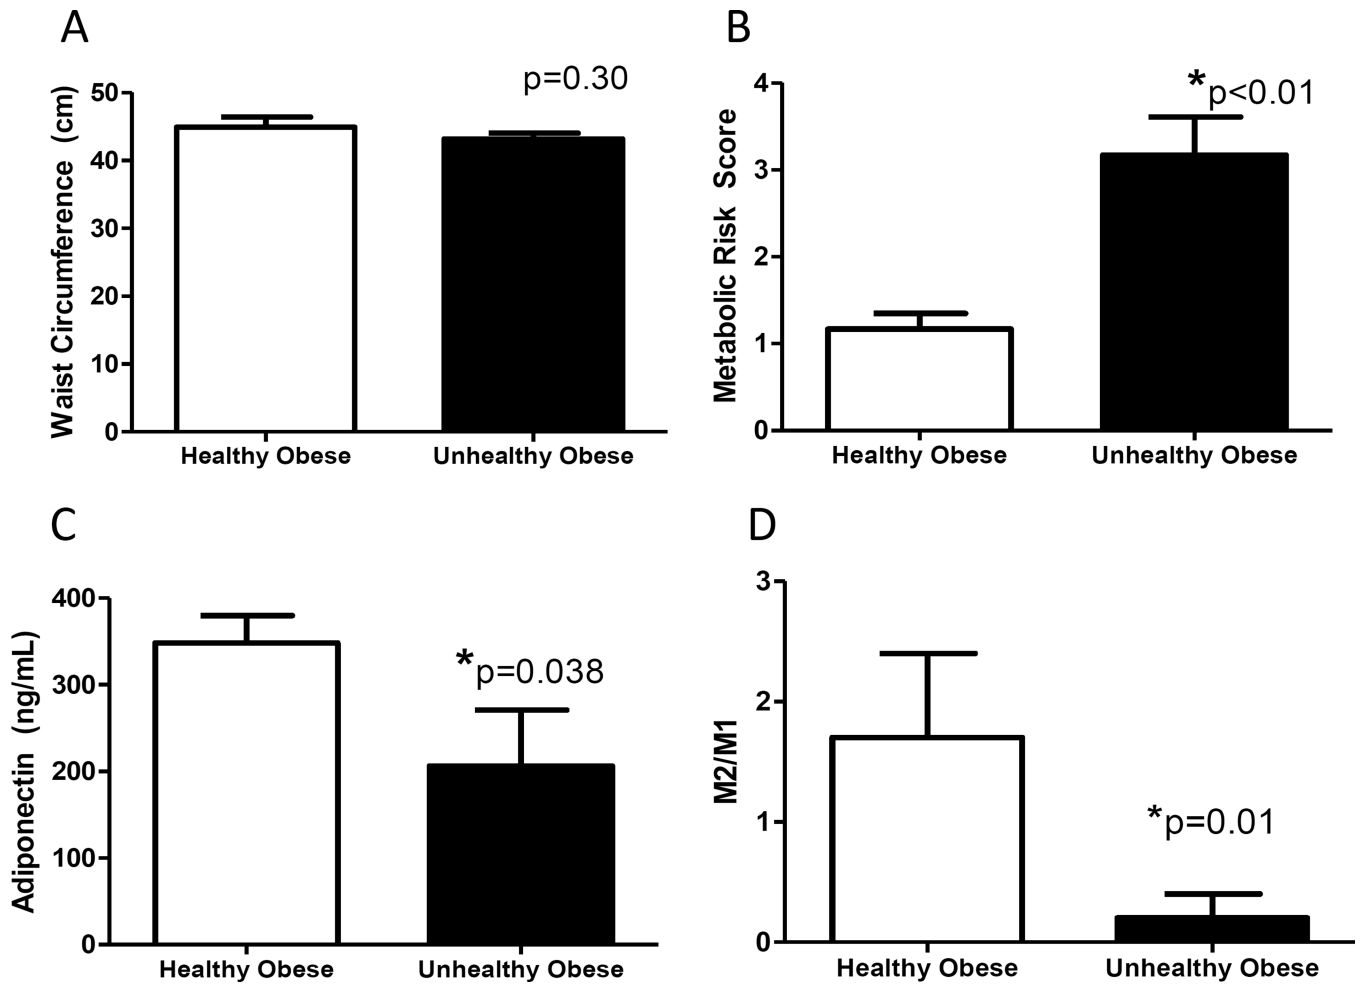 A
p=0.30
Waist Circumference (cm)
50
40
30
20
10
0
Healthy Obese
Unhealthy Obese
B
*p<0.01
Metabolic Risk Score
4
3
2
1
0
Healthy Obese
Unhealthy Obese
C
*p=0.038
Adiponectin (ng/mL)
400
300
200
100
0
Healthy Obese
Unhealthy Obese
D
*p=0.01
M2/M1
3
2
1
0
Healthy Obese
Unhealthy Obese